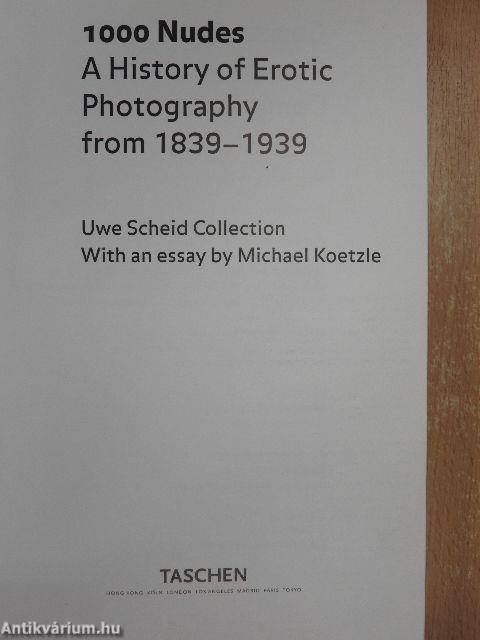 1000 Nudes
A History of Erotic
Photography
from 1839–1939
Uwe Scheid Collection
With an essay by Michael Koetzle
TASCHEN
HONG KONG KÖLN LONDON LOS ANGELES MADRID PARIS TOKYO
Antikvárium.hu